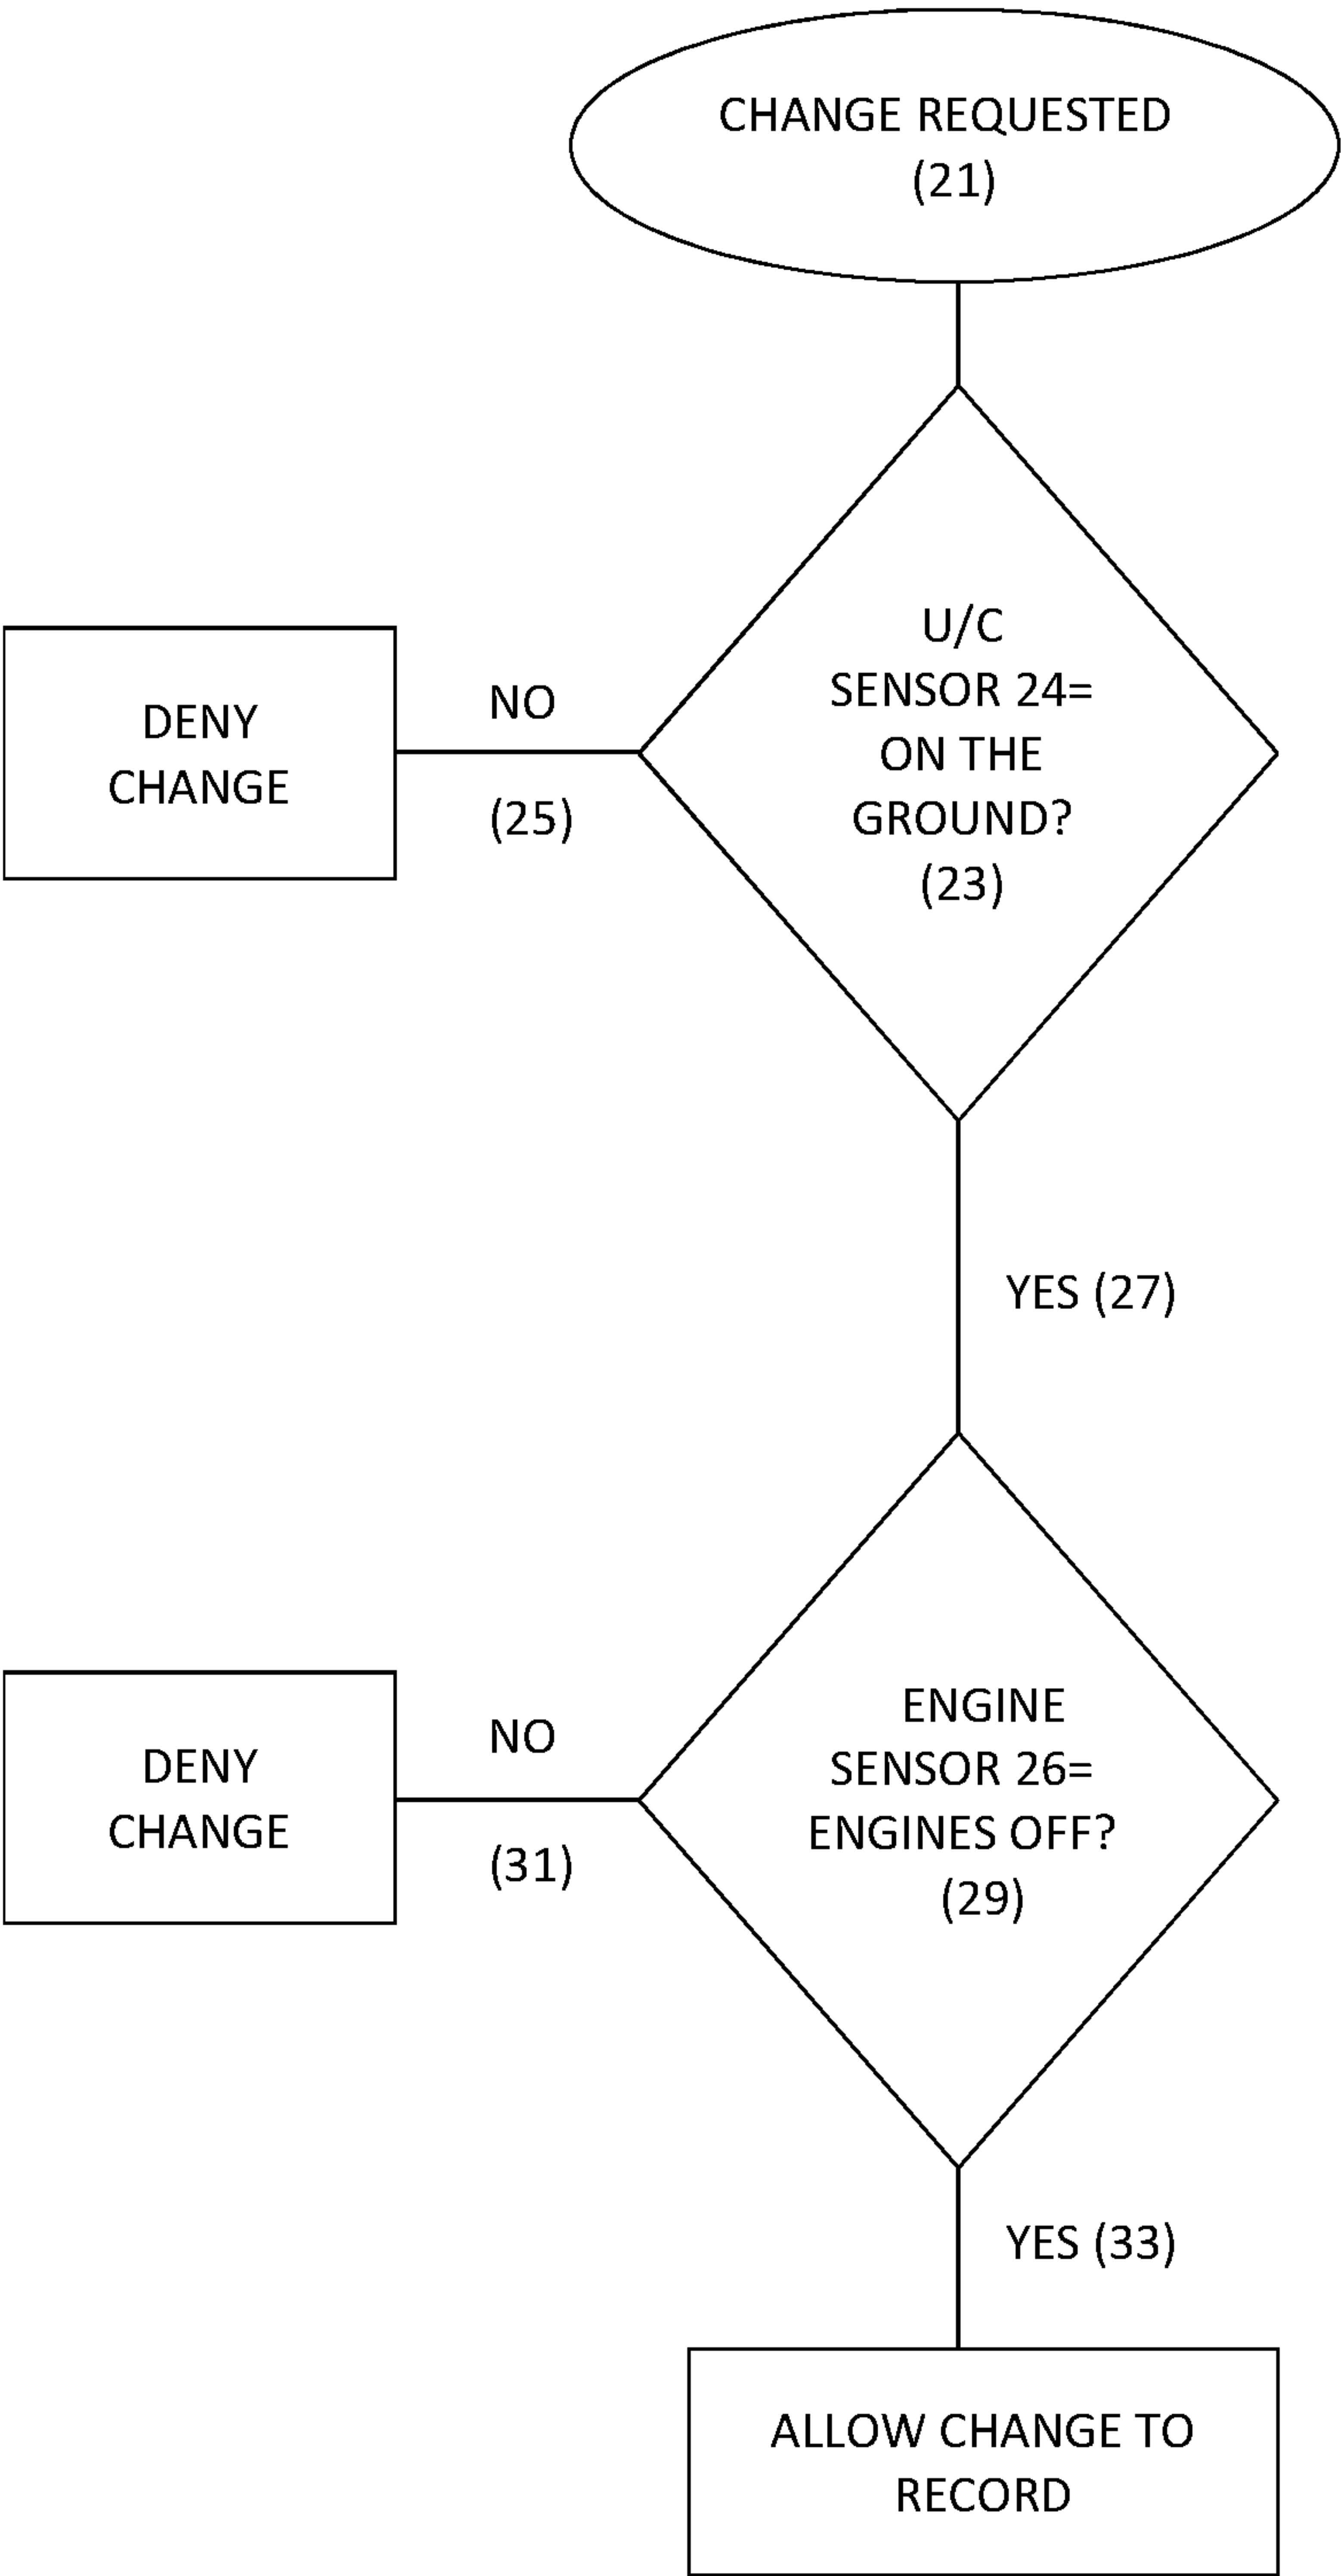 CHANGE REQUESTED
(21)
U/C
SENSOR 24=
ON THE
GROUND?
(23)
NO
(25)
DENY
CHANGE
YES (27)
ENGINE
SENSOR 26=
ENGINES OFF?
(29)
NO
(31)
DENY
CHANGE
YES (33)
ALLOW CHANGE TO
RECORD